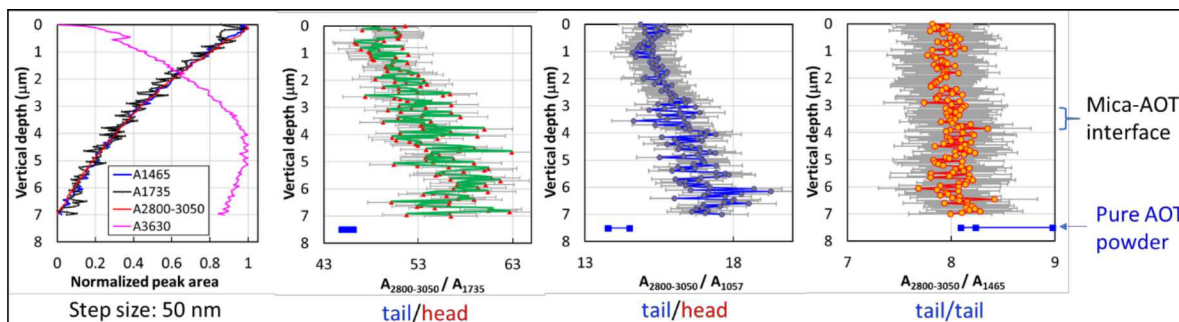 0
1
2
3
4
5
6
7
8
Vertical depth (µm)
A1465
A1735
A2800-3050
A3630
0 0.2 0.4 0.6 0.8 1
Normalized peak area
Step size: 50 nm
0
1
2
3
4
5
6
7
8
Vertical depth (µm)
43 53 63
A2800-3050 / A1735
tail/head
0
1
2
3
4
5
6
7
8
Vertical depth (µm)
13 18
A2800-3050 / A1057
tail/head
0
1
2
3
4
5
6
7
8
Vertical depth (µm)
7 8 9
A2800-3050 / A1465
tail/tail
Mica-AOT
interface
Pure AOT
powder